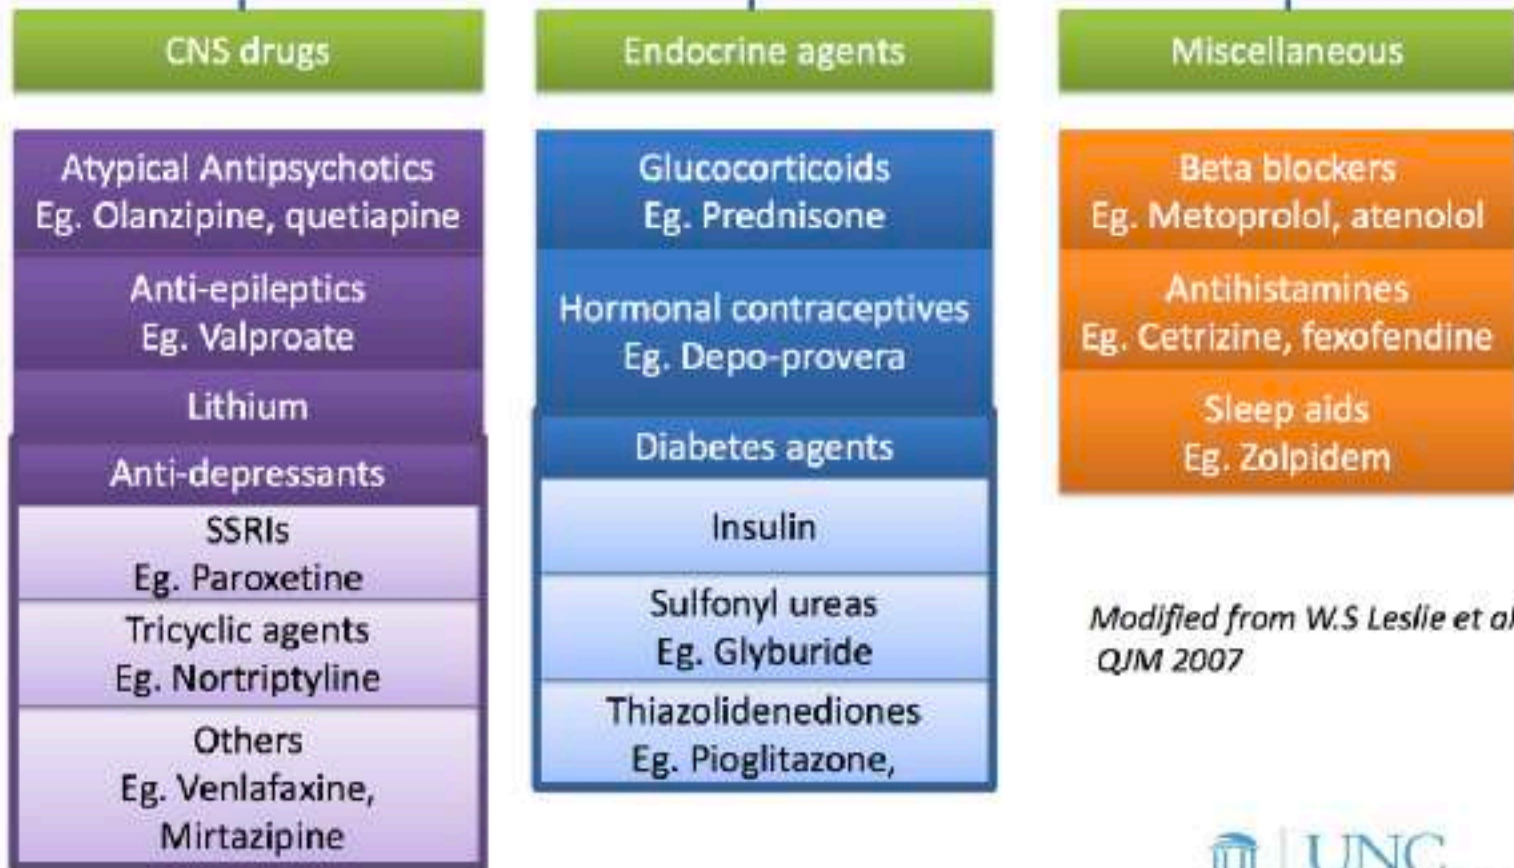 CNS drugs
Atypical Antipsychotics
Eg. Olanzipine, quetiapine
Anti-epileptics
Eg. Valproate
Lithium
Anti-depressants
SSRIs
Eg. Paroxetine
Tricyclic agents
Eg. Nortriptyline
Others
Eg. Venlafaxine,
Mirtazipine
Endocrine agents
Glucocorticoids
Eg. Prednisone
Hormonal contraceptives
Eg. Depo-provera
Diabetes agents
Insulin
Sulfonyl ureas
Eg. Glyburide
Thiazolidenediones
Eg. Pioglitazone,
Miscellaneous
Beta blockers
Eg. Metoprolol, atenolol
Antihistamines
Eg. Cetrizine, fexofendine
Sleep aids
Eg. Zolpidem
Modified from W.S Leslie et al
QJM 2007
UNC